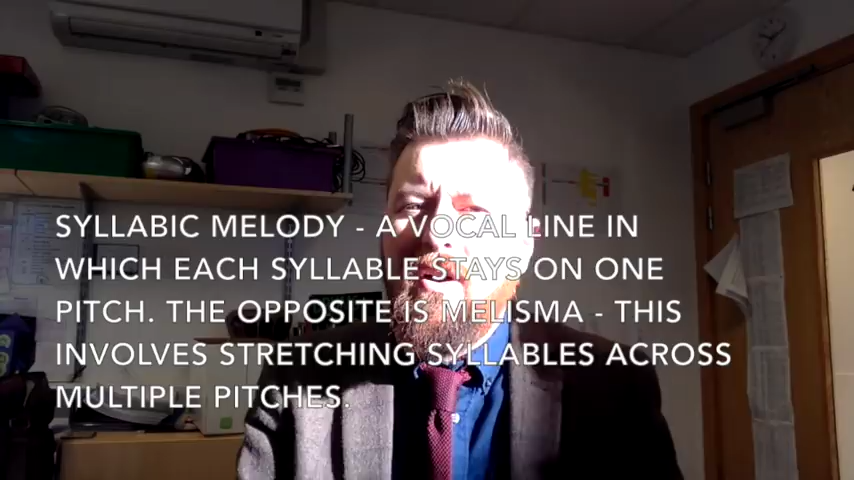 SYLLABIC MELODY - A VOCAL LINE IN
WHICH EACH SYLLABLE STAYS ON ONE
PITCH. THE OPPOSITE IS MELISMA - THIS
INVOLVES STRETCHING SYLLABLES ACROSS
MULTIPLE PITCHES.